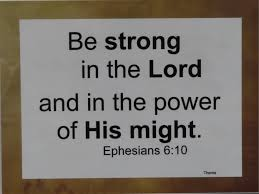 Be strong
in the Lord
and in the power
of His might.
Ephesians 6:10